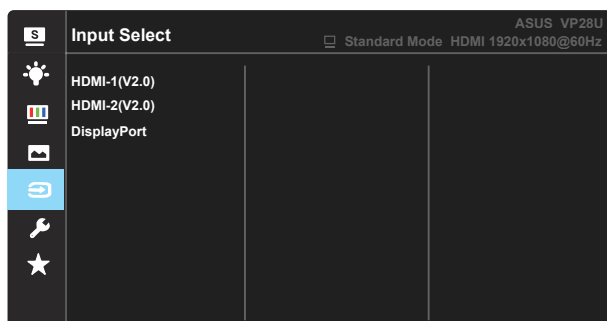 S
Input Select
ASUS VP28U
Standard Mode HDMI 1920x1080@60Hz
HDMI-1(V2.0)
HDMI-2(V2.0)
DisplayPort